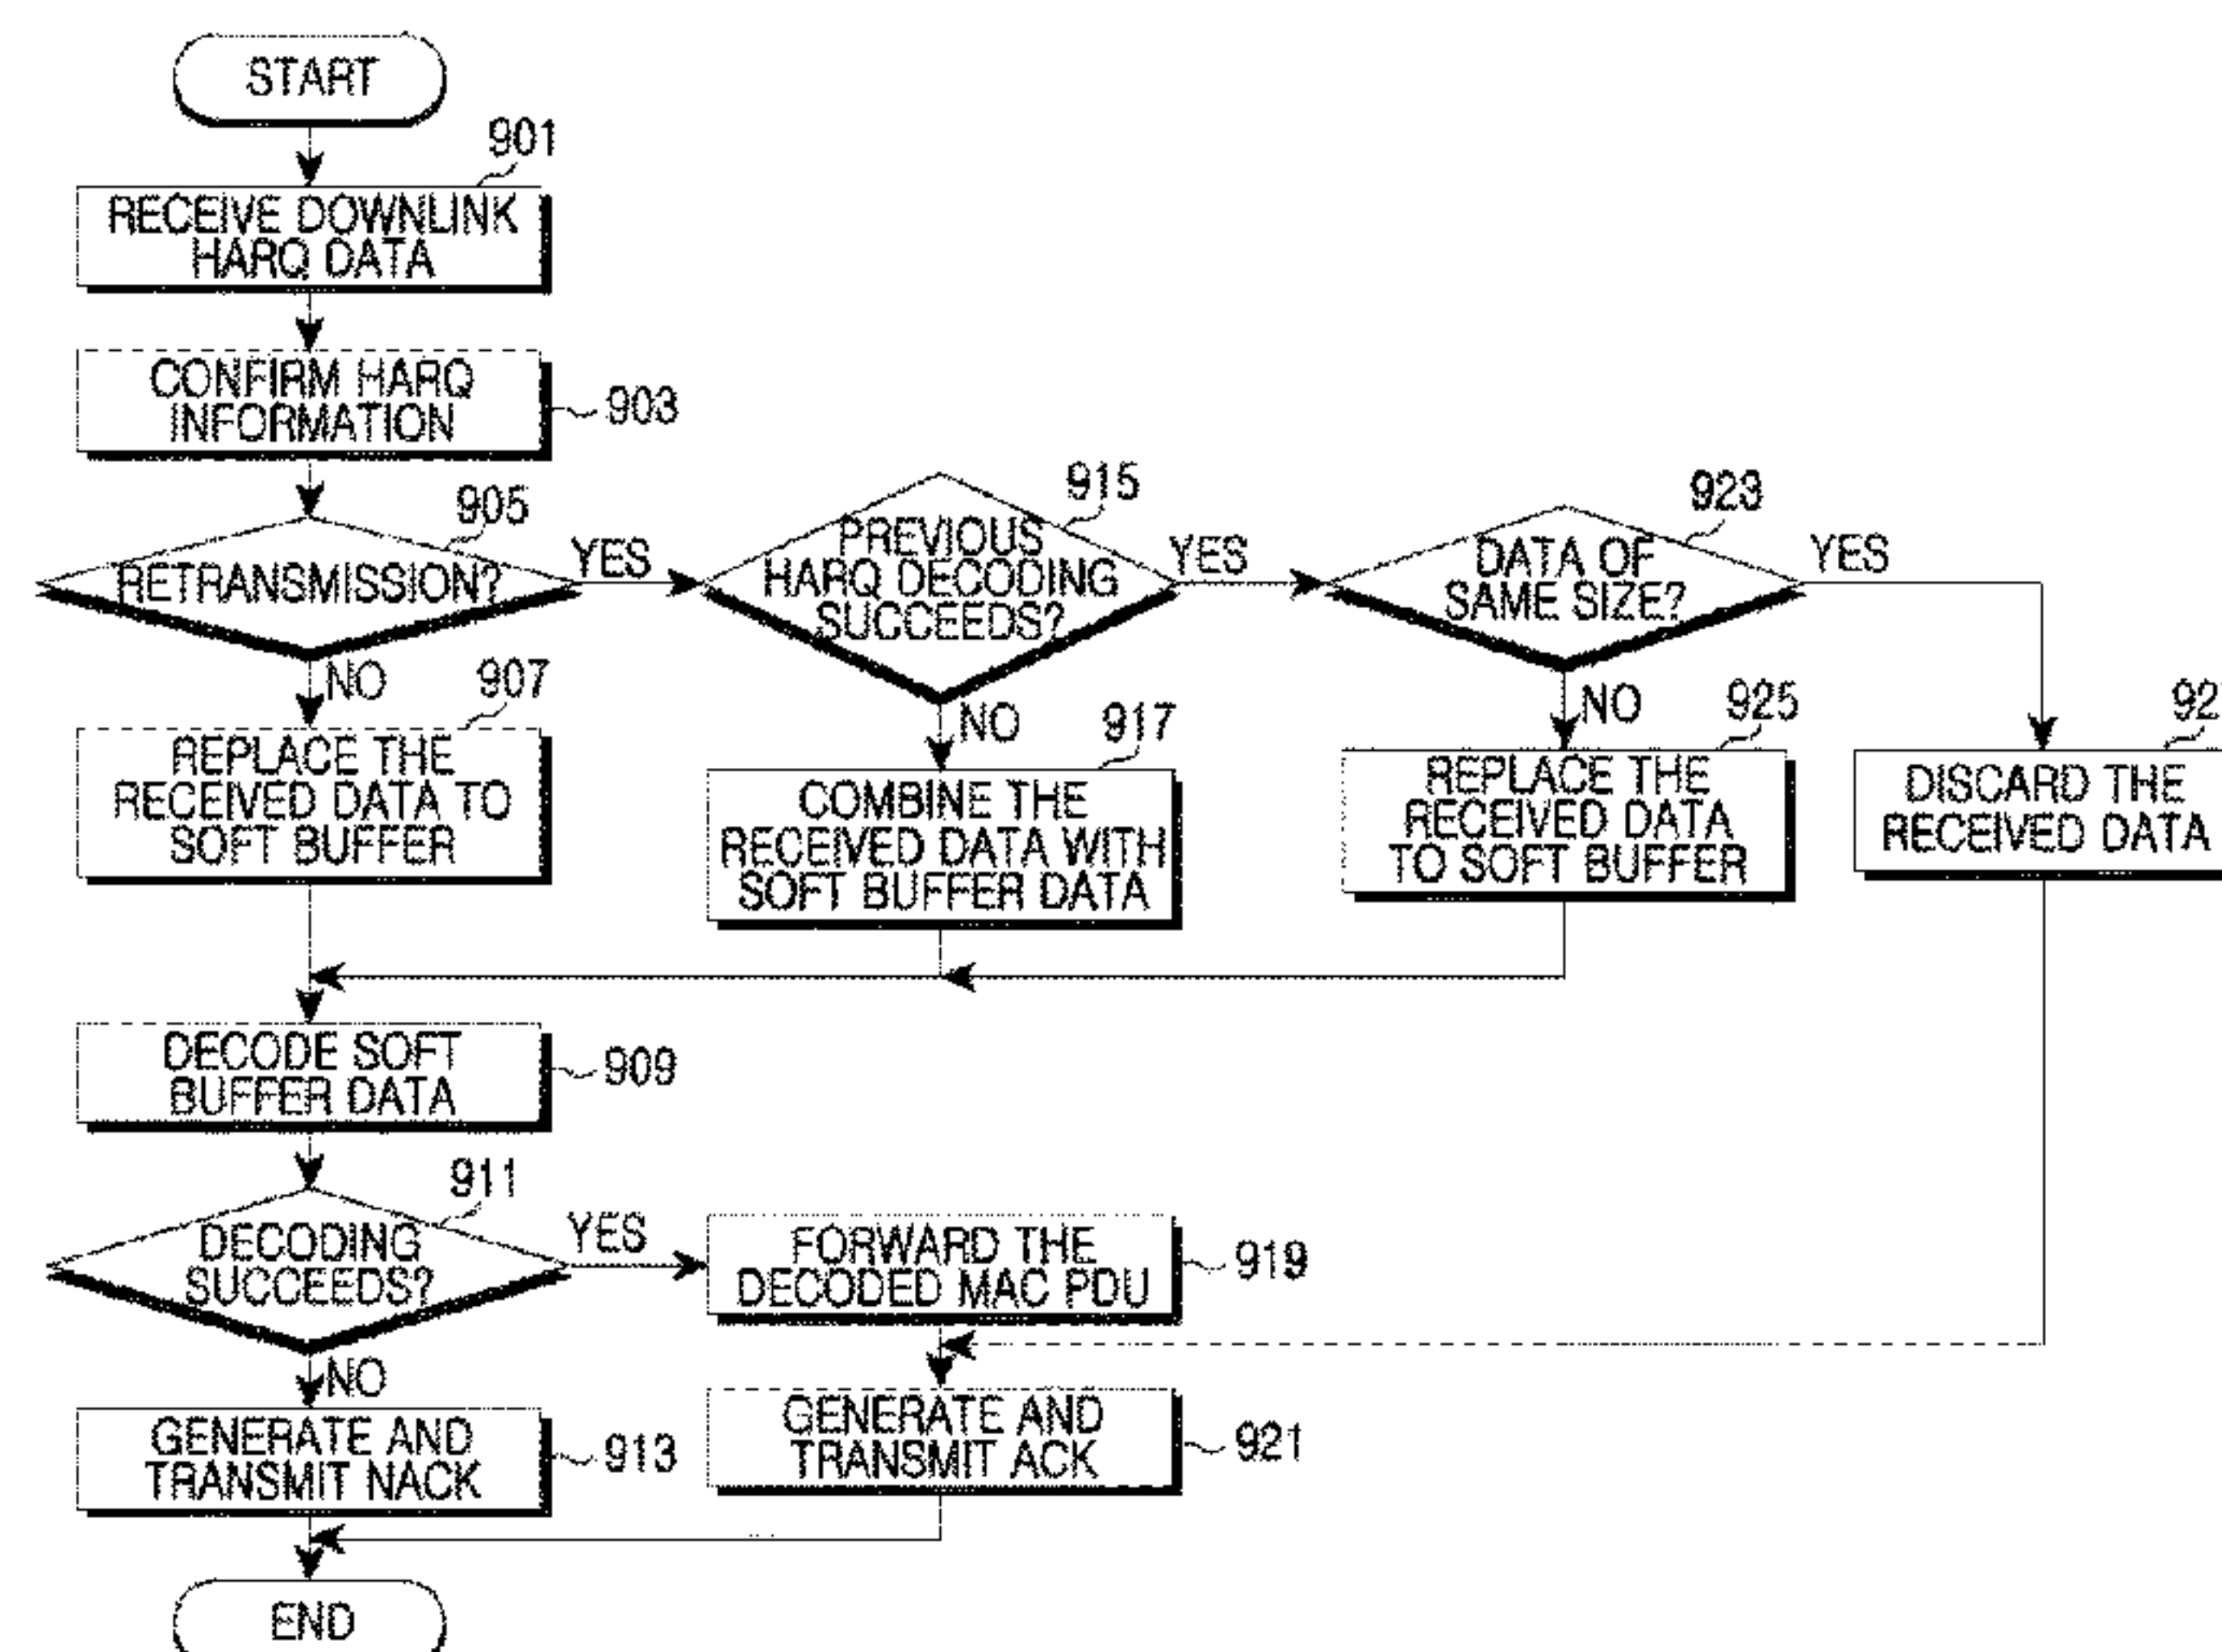 START
901
RECEIVE DOWNLINK
HARQ DATA
CONFIRM HARQ
INFORMATION
903
905
RETRANSMISSION?
YES
NO
915
PREVIOUS
HARQ DECODING
SUCCEEDS?
YES
NO
923
DATA OF
SAME SIZE?
YES
NO
907
REPLACE THE
RECEIVED DATA TO
SOFT BUFFER
917
COMBINE THE
RECEIVED DATA WITH
SOFT BUFFER DATA
925
REPLACE THE
RECEIVED DATA
TO SOFT BUFFER
DISCARD THE
RECEIVED DATA
DECODE SOFT
BUFFER DATA
909
911
DECODING
SUCCEEDS?
YES
NO
FORWARD THE
DECODED MAC PDU
919
GENERATE AND
TRANSMIT NACK
913
GENERATE AND
TRANSMIT ACK
921
END